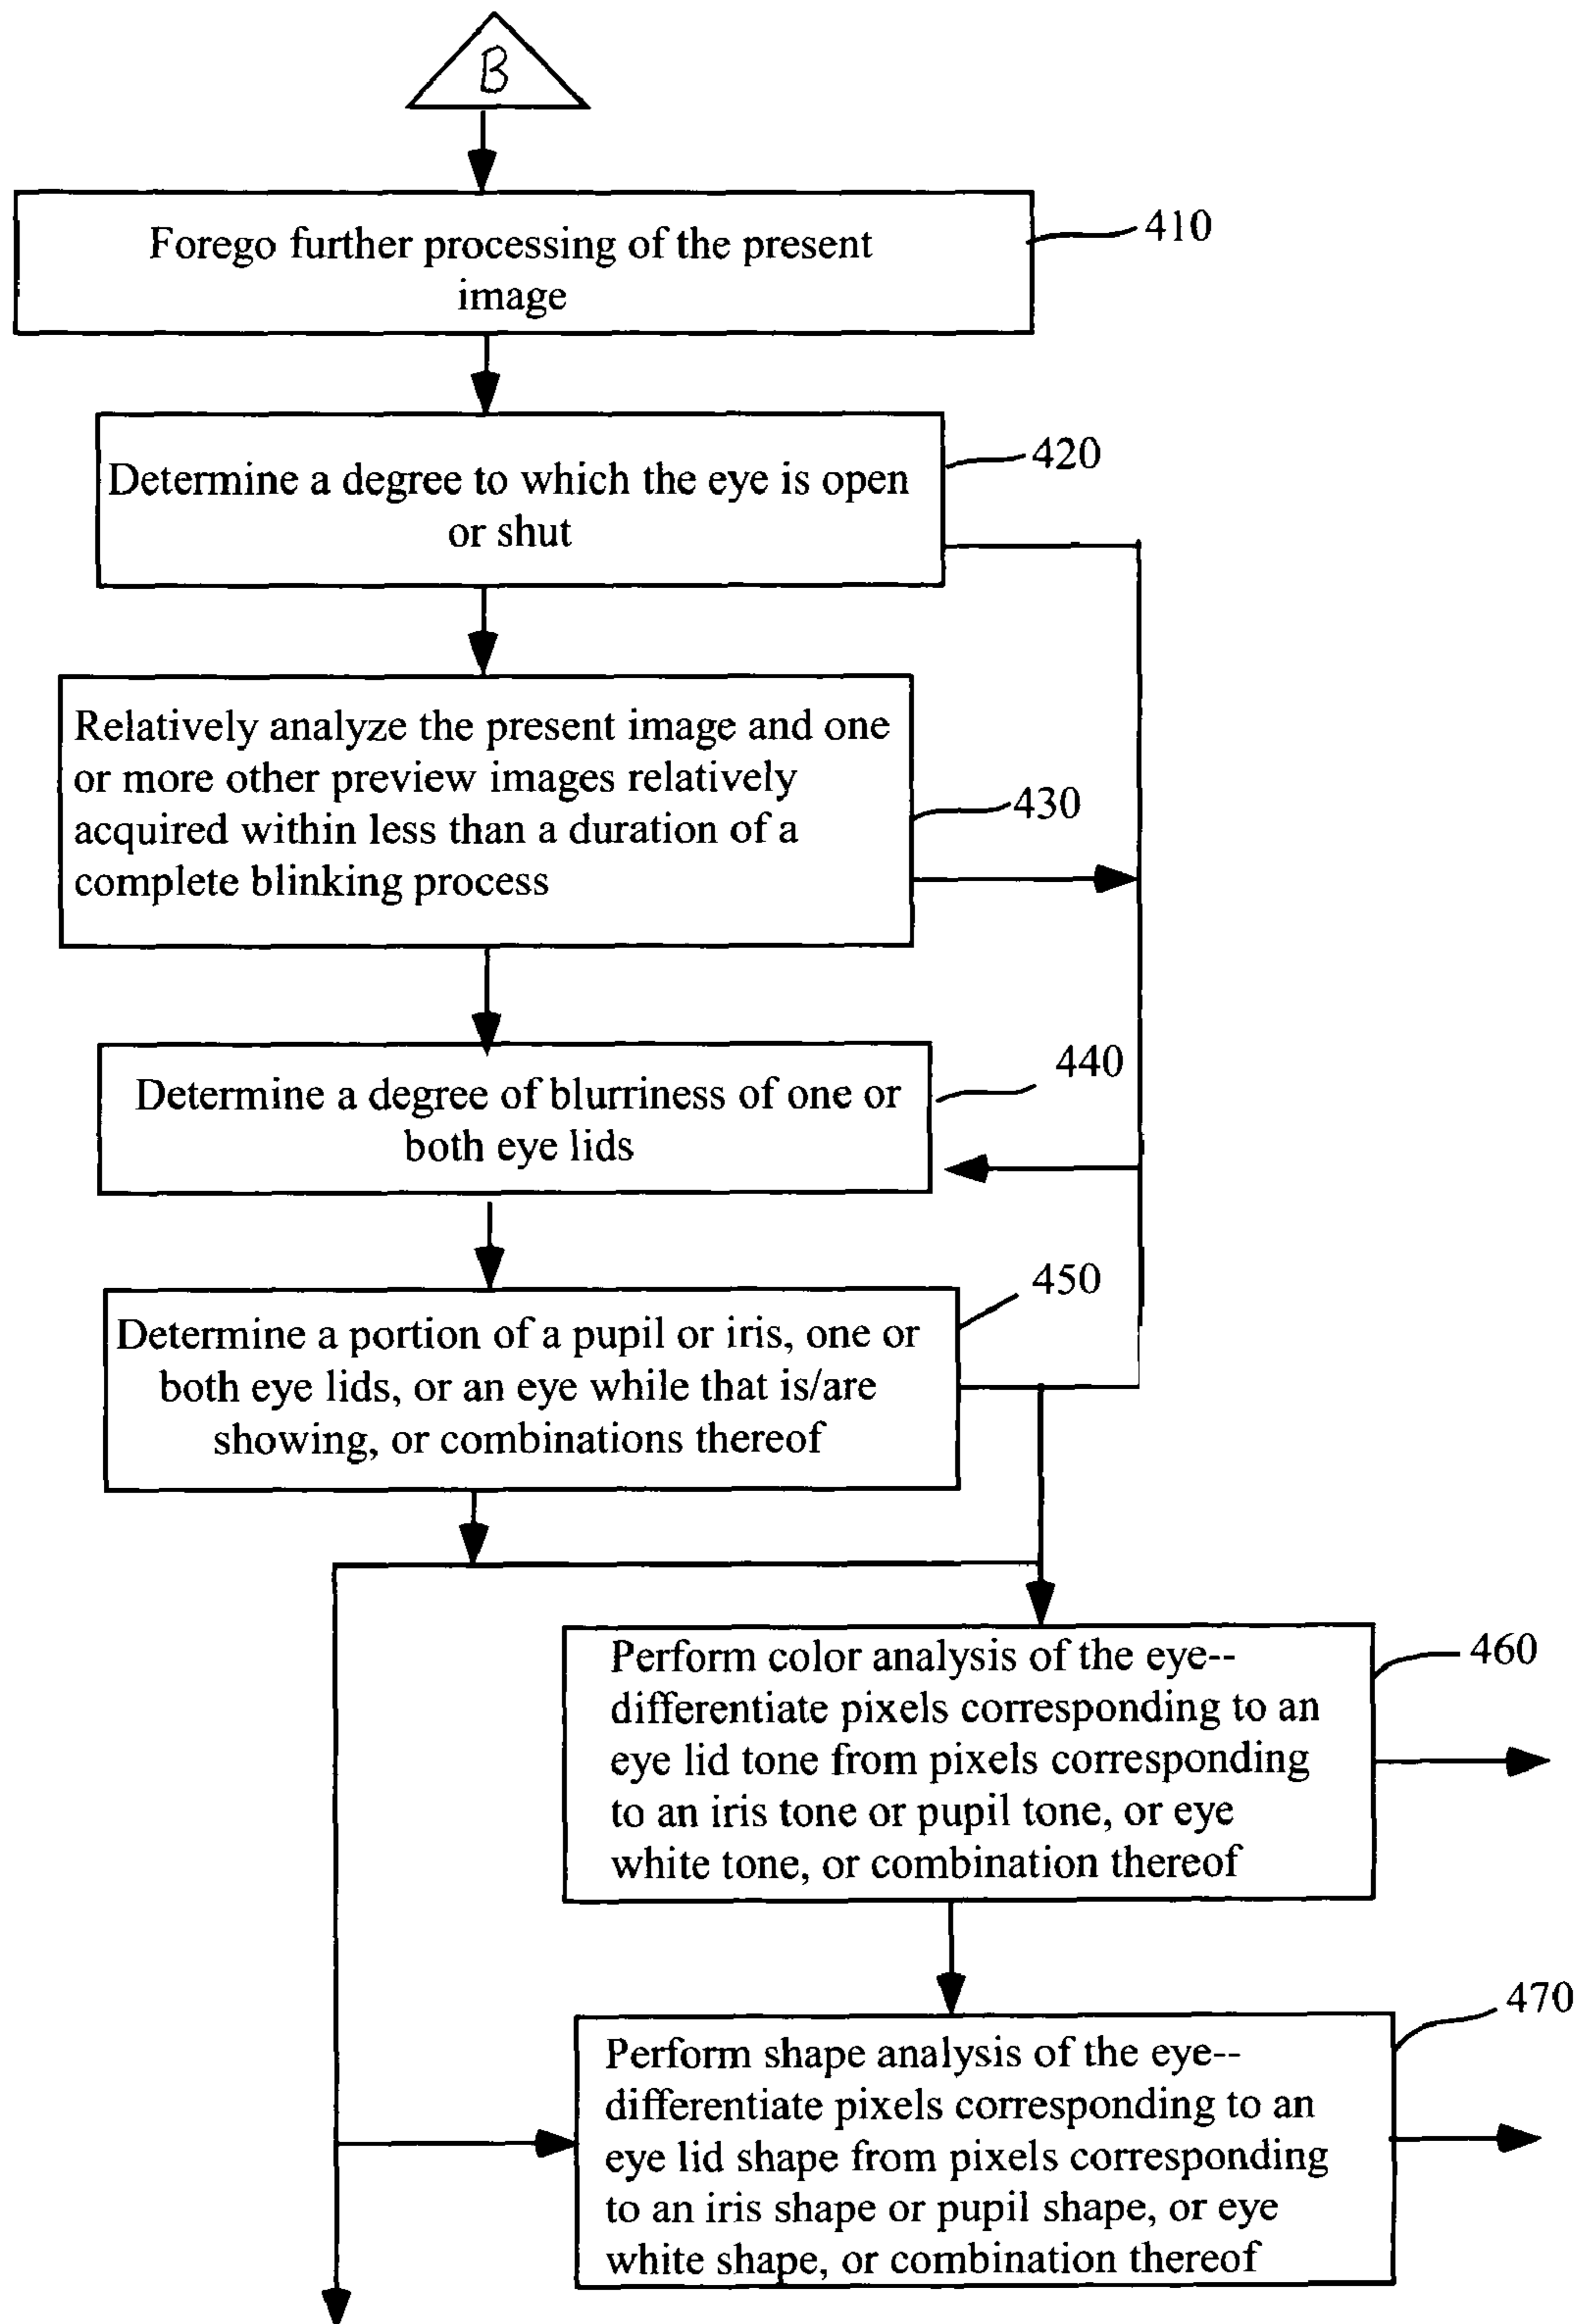 B
Forego further processing of the present
image
410
Determine a degree to which the eye is open
or shut
420
Relatively analyze the present image and one
or more other preview images relatively
acquired within less than a duration of a
complete blinking process
430
Determine a degree of blurriness of one or
both eye lids
440
Determine a portion of a pupil or iris, one or
both eye lids, or an eye while that is/are
showing, or combinations thereof
450
Perform color analysis of the eye--
differentiate pixels corresponding to an
eye lid tone from pixels corresponding
to an iris tone or pupil tone, or eye
white tone, or combination thereof
460
Perform shape analysis of the eye--
differentiate pixels corresponding to an
eye lid shape from pixels corresponding
to an iris shape or pupil shape, or eye
white shape, or combination thereof
470